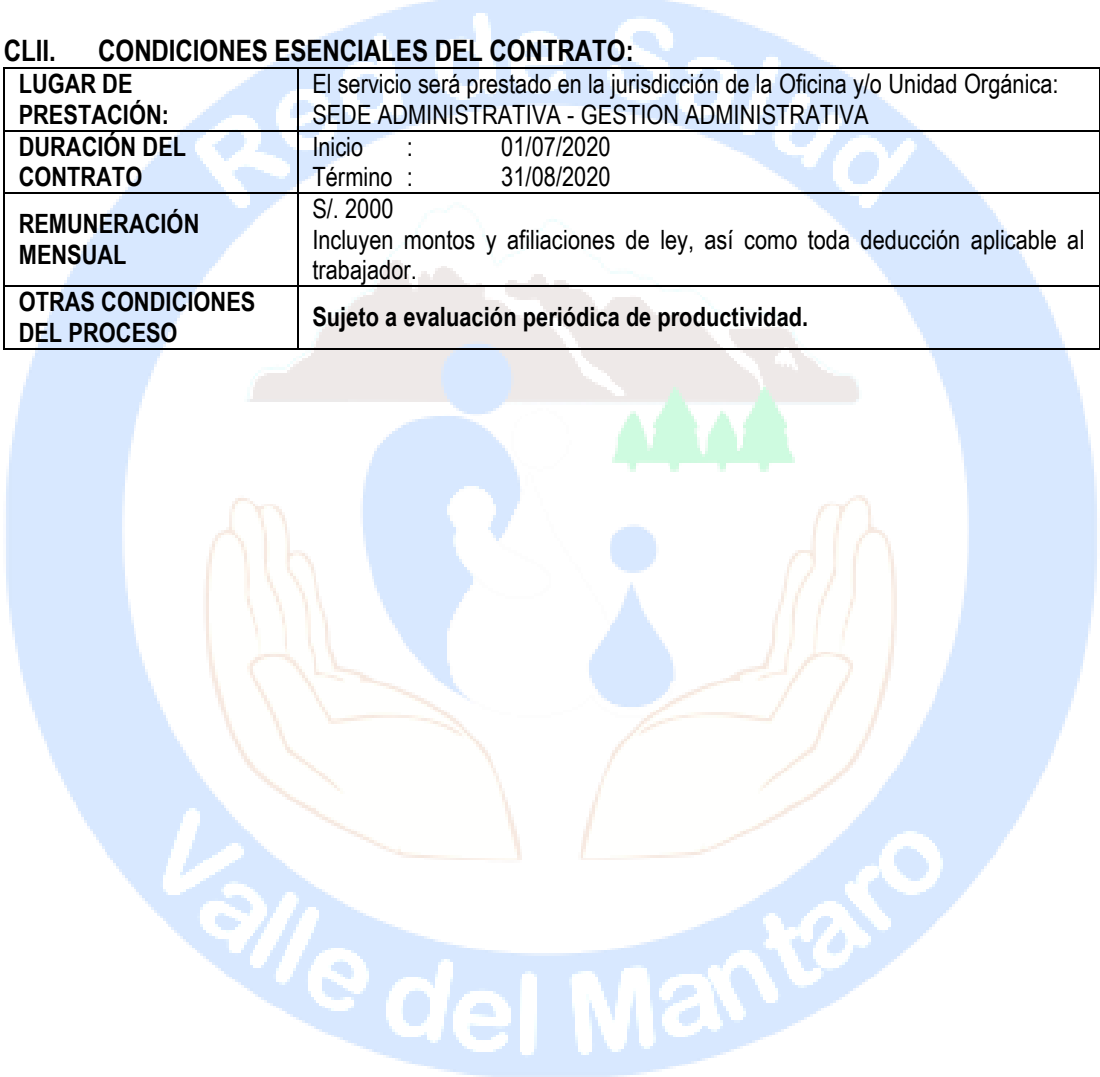 CLII. CONDICIONES ESENCIALES DEL CONTRATO:
LUGAR DE PRESTACIÓN:
El servicio será prestado en la jurisdicción de la Oficina y/o Unidad Orgánica:
SEDE ADMINISTRATIVA - GESTION ADMINISTRATIVA
DURACIÓN DEL
CONTRATO
Inicio : 01/07/2020
Término : 31/08/2020
REMUNERACIÓN
MENSUAL
S/. 2000
Incluyen montos y afiliaciones de ley, así como toda deducción aplicable al
trabajador.
OTRAS CONDICIONES
DEL PROCESO
Sujeto a evaluación periódica de productividad.
Red de Salud
Valle del Mantaro